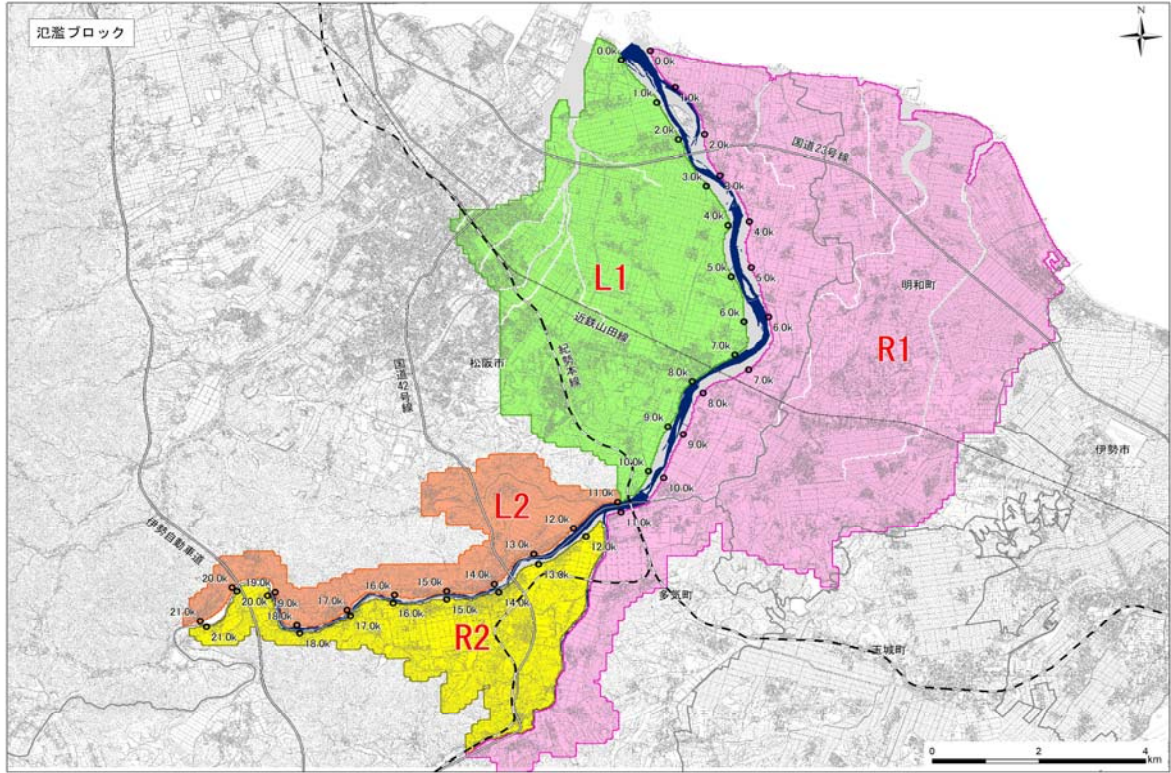 氾濫ブロック
N
0.0k
0.0k
1.0k
1.0k
2.0k
2.0k
国道23号線
3.0k
3.0k
4.0k
4.0k
5.0k
5.0k
L1
明和町
6.0k
6.0k
近鉄山田線
R1
紀勢本線
松阪市
国道42号線
7.0k
7.0k
8.0k
8.0k
9.0k
9.0k
伊勢市
10.0k
10.0k
11.0k
11.0k
L2
12.0k
12.0k
伊勢自動車道
13.0k
13.0k
14.0k
14.0k
15.0k
15.0k
16.0k
16.0k
17.0k
17.0k
18.0k
18.0k
19.0k
19.0k
20.0k
20.0k
21.0k
21.0k
多気町
R2
玉城町
0 2 4
km